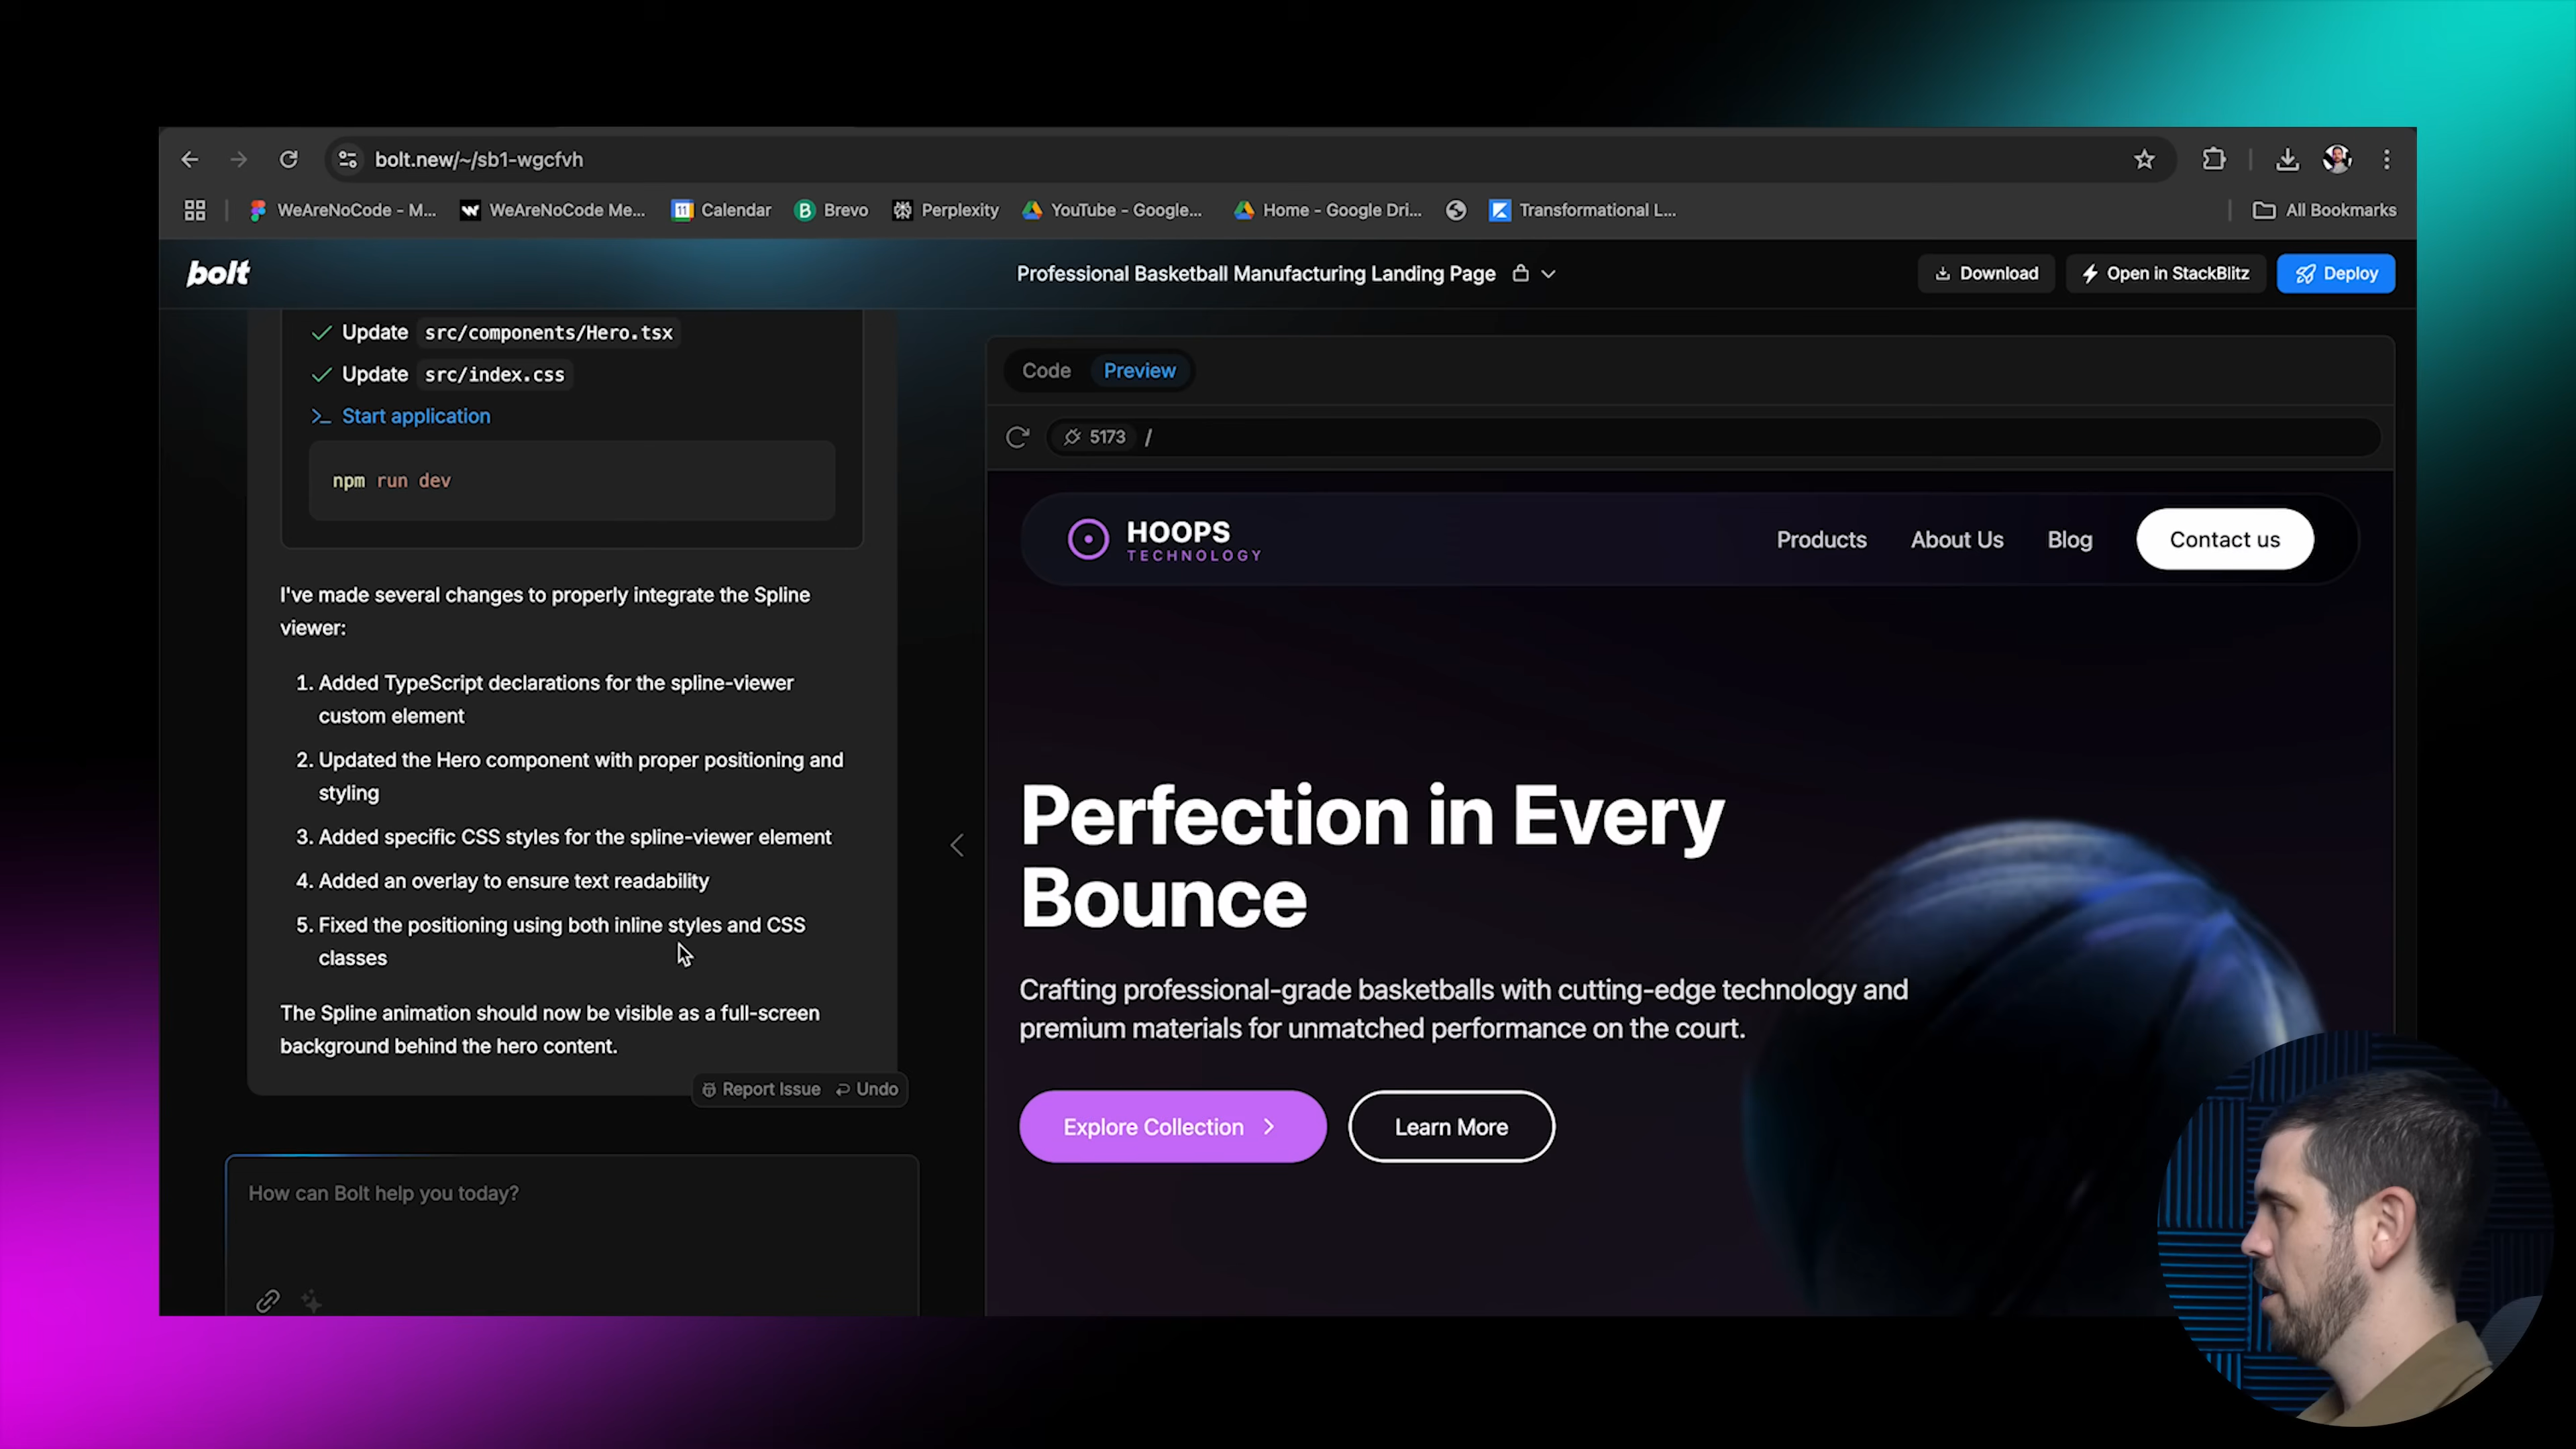 bolt.new/~/sb1-wgcfvh
WeAreNoCode - M...
WeAreNoCode Me...
11
Calendar
B
Brevo
Perplexity
YouTube - Google...
Home - Google Dri...
Transformational L...
All Bookmarks
bolt
Professional Basketball Manufacturing Landing Page
Download
Open in StackBlitz
Deploy
Update src/components/Hero.tsx
Update src/index.css
>_ Start application
npm run dev
I've made several changes to properly integrate the Spline
viewer:
1. Added TypeScript declarations for the spline-viewer
custom element
2. Updated the Hero component with proper positioning and
styling
3. Added specific CSS styles for the spline-viewer element
4. Added an overlay to ensure text readability
5. Fixed the positioning using both inline styles and CSS
classes
The Spline animation should now be visible as a full-screen
background behind the hero content.
Report Issue
Undo
How can Bolt help you today?
Code
Preview
5173 /
HOOPS
TECHNOLOGY
Products
About Us
Blog
Contact us
Perfection in Every
Bounce
Crafting professional-grade basketballs with cutting-edge technology and
premium materials for unmatched performance on the court.
Explore Collection
Learn More